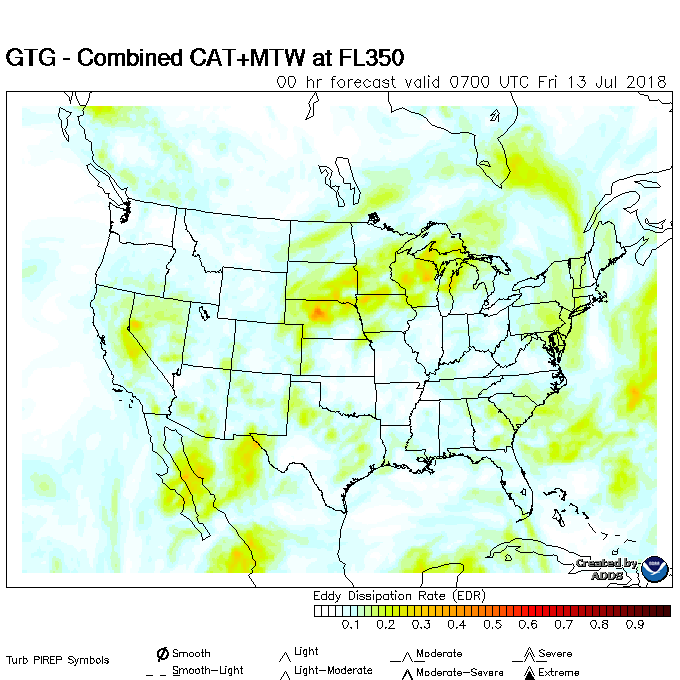 GTG - Combined CAT+MTW at FL350
00 hr forecast valid 0700 UTC Fri 13 Jul 2018
Created by
ADDS
Eddy Dissipation Rate (EDR)
0.1 0.2 0.3 0.4 0.5 0.6 0.7 0.8 0.9
Turb PIREP Symbols
Smooth Light Moderate Severe
Smooth-Light Light-Moderate Moderate-Severe Extreme